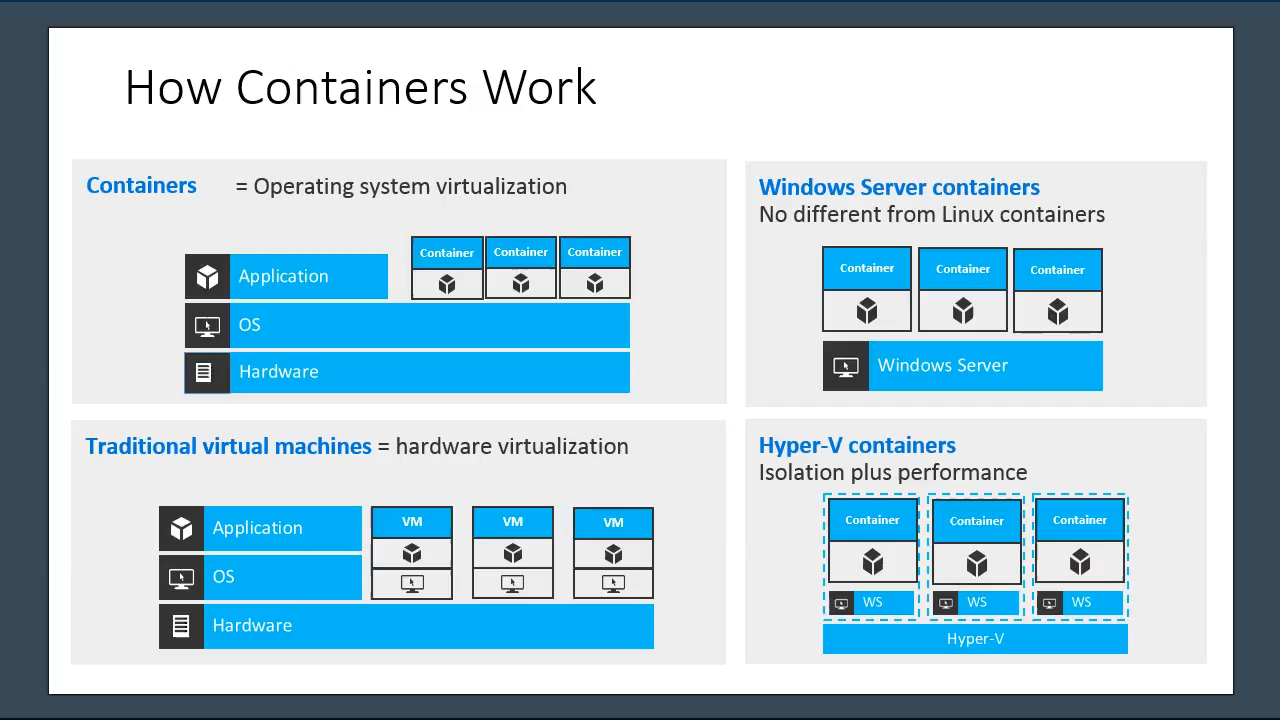 How Containers Work
Containers = Operating system virtualization
Container Container Container
Application
OS
Hardware
Windows Server containers
No different from Linux containers
Container Container Container
Windows Server
Traditional virtual machines = hardware virtualization
VM VM VM
Application
OS
Hardware
Hyper-V containers
Isolation plus performance
Container Container Container
WS WS WS
Hyper-V